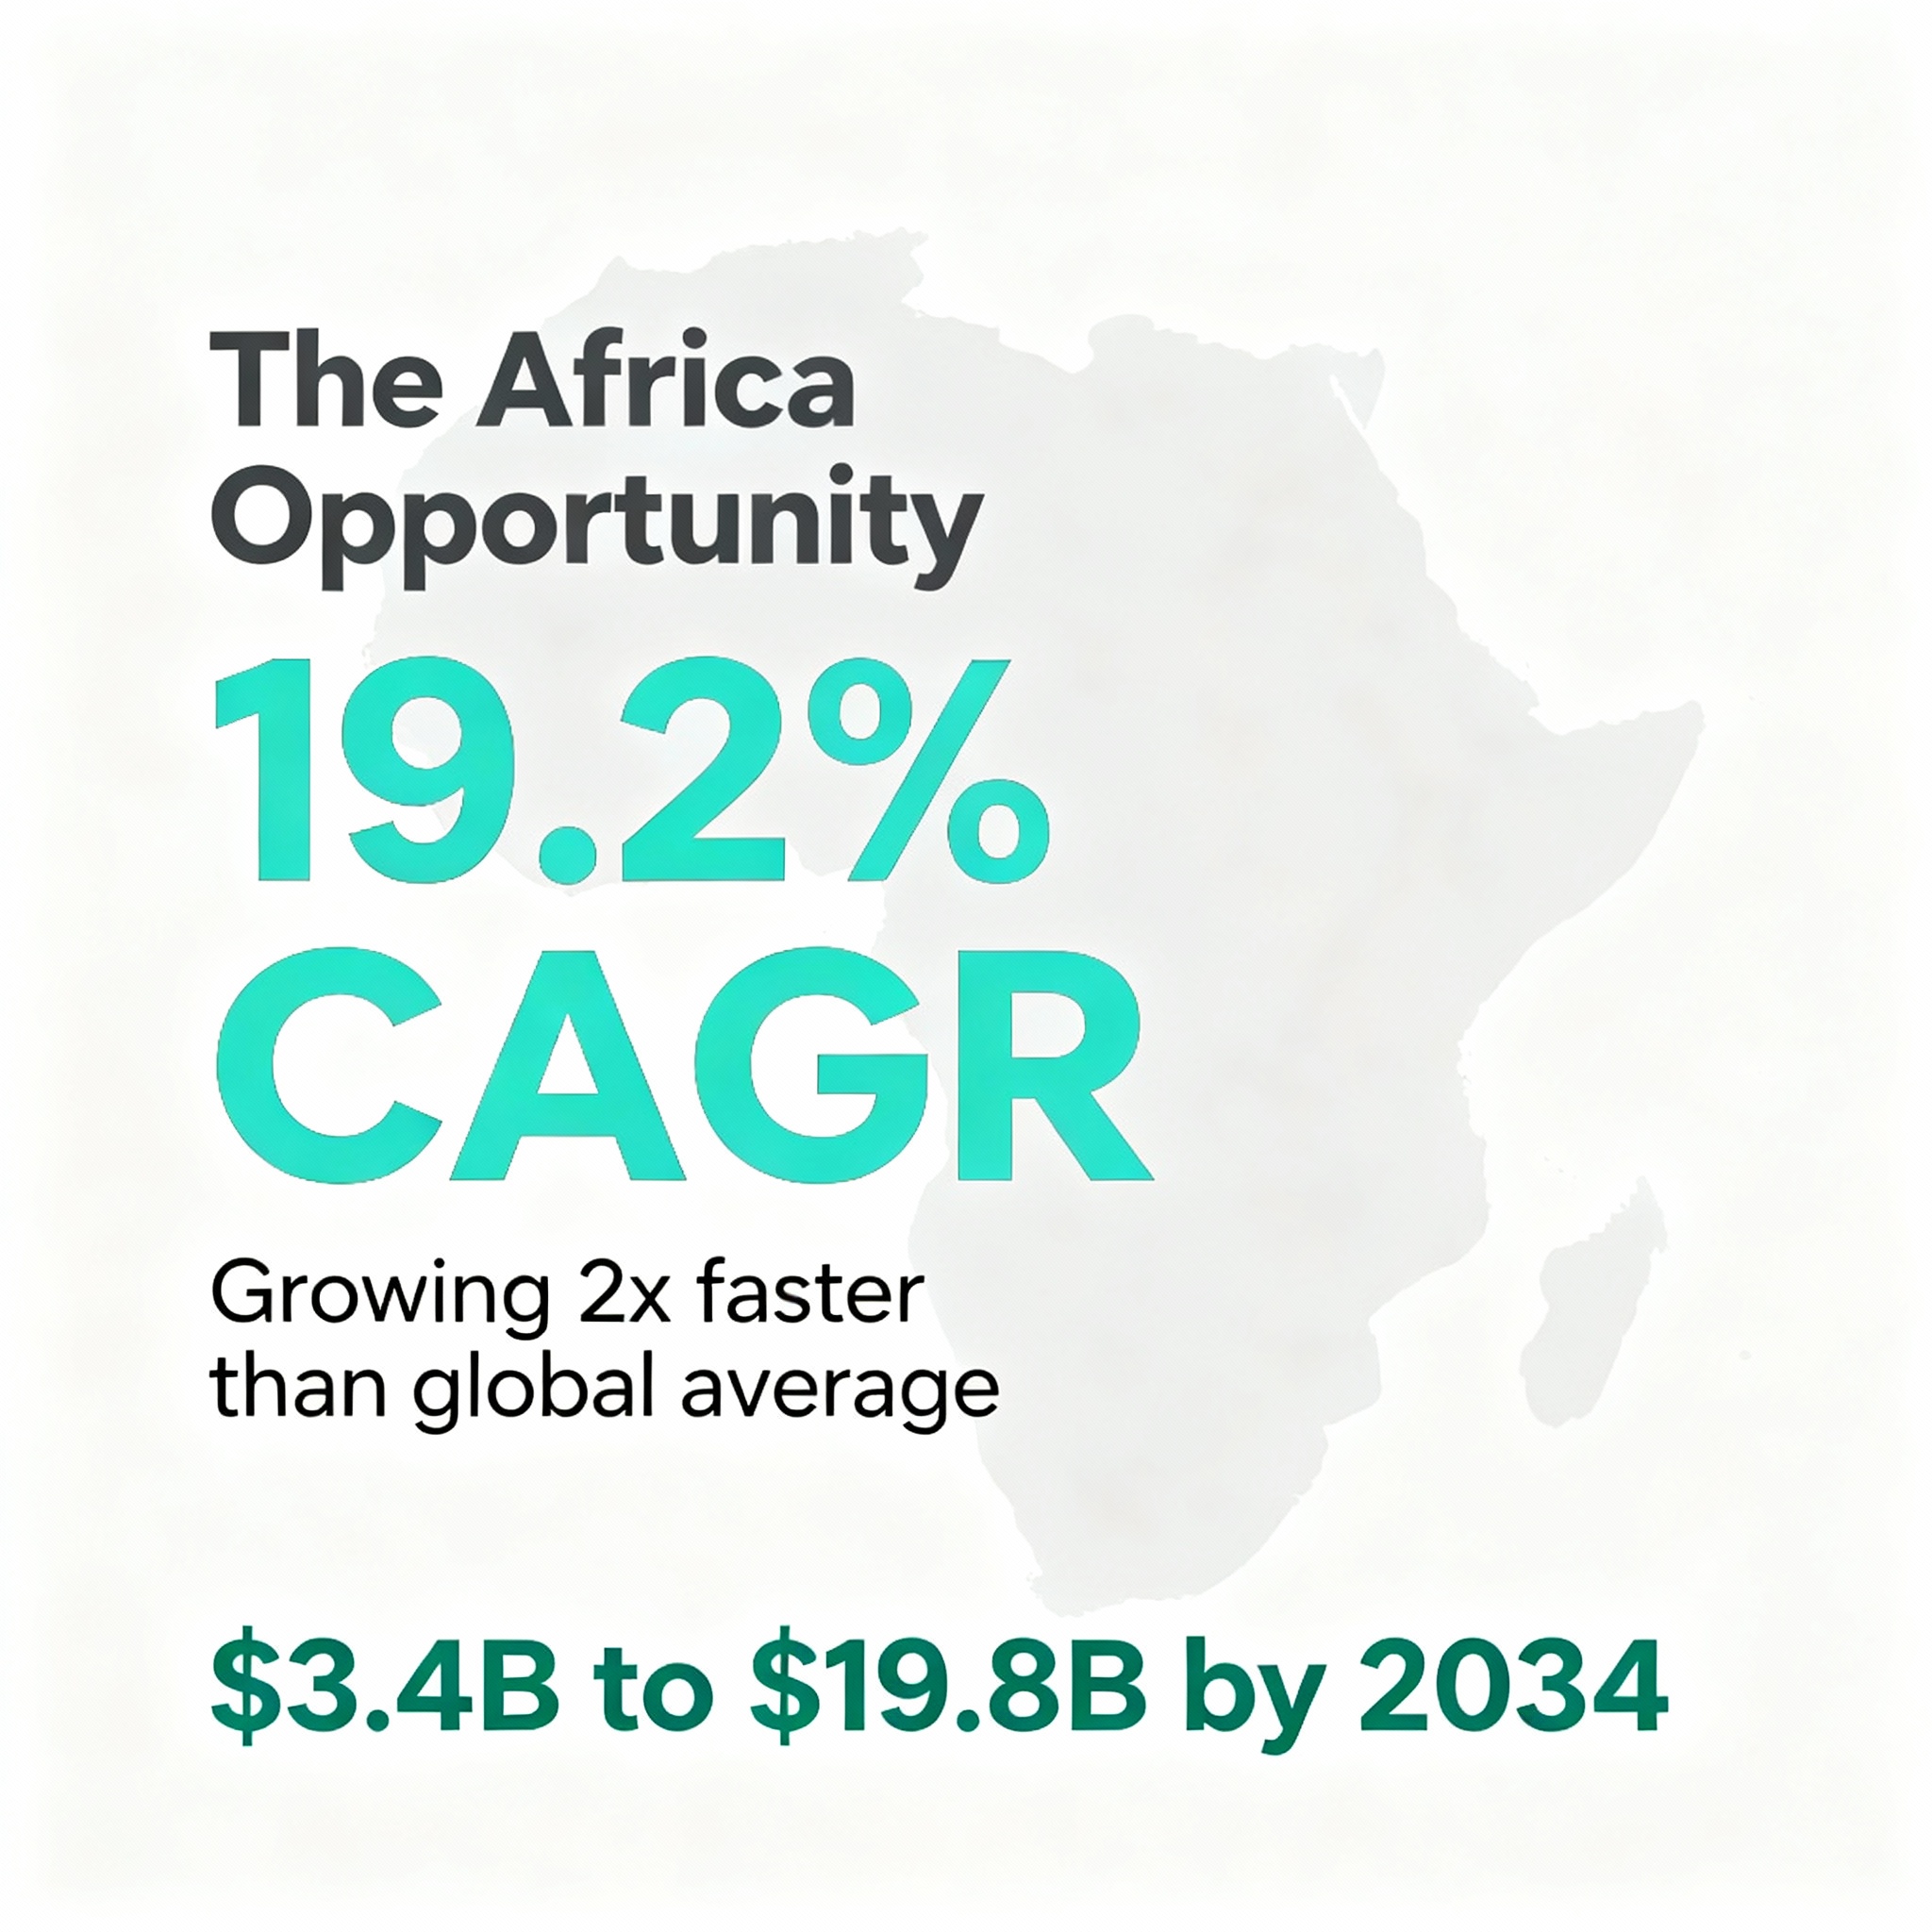 The Africa
Opportunity
19.2%
CAGR
Growing 2x faster
than global average
$3.4B to $19.8B by 2034